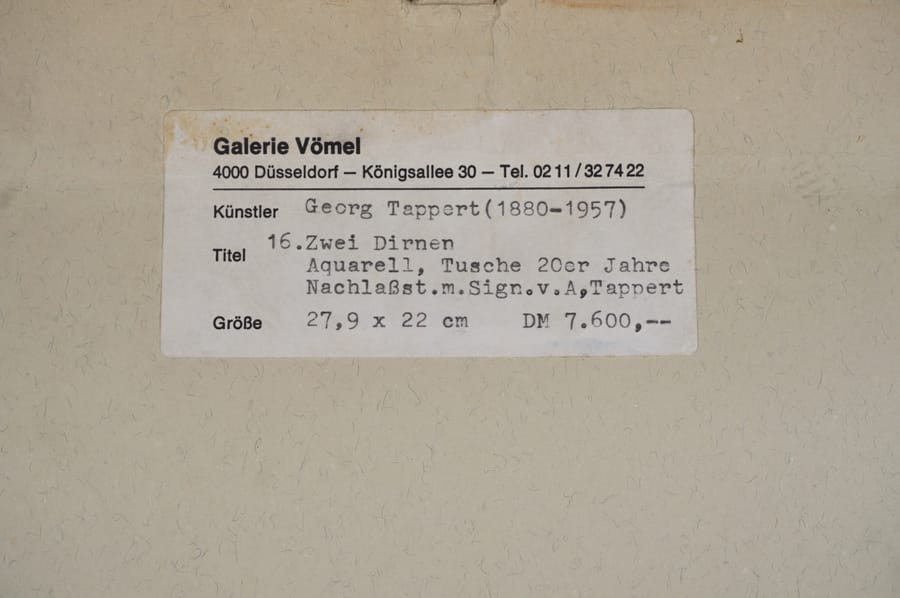 Galerie Vömel
4000 Düsseldorf — Königsallee 30 — Tel. 02 11 / 32 74 22
Künstler Georg Tappert(1880-1957)
Titel 16.Zwei Dirnen
Aquarell, Tusche 20er Jahre
Nachlaßst.m.Sign.v.A,Tappert
Größe 27,9 x 22 cm DM 7.600,--